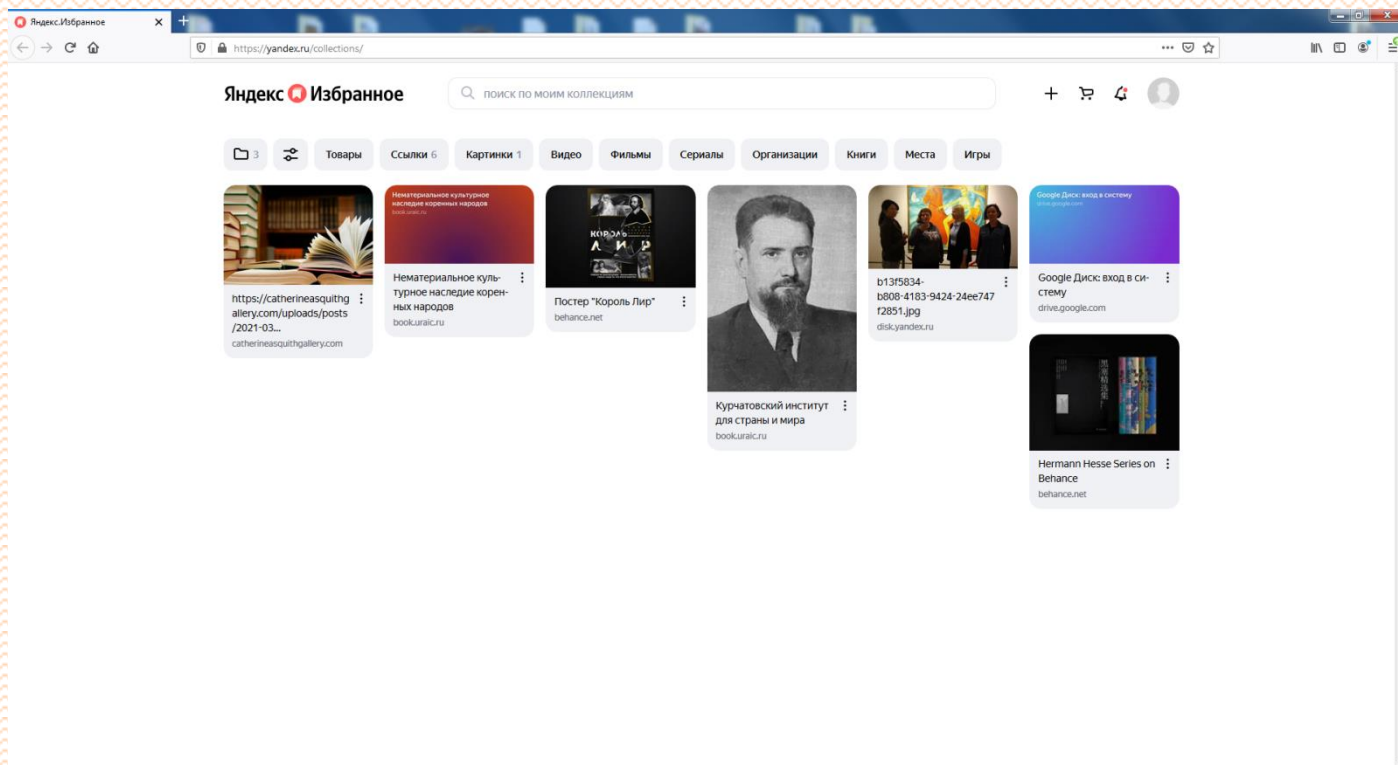 Яндекс.Избранное
https://yandex.ru/collections/
Яндекс Избранное
поиск по моим коллекциям
3
Товары
Ссылки 6
Картинки 1
Видео
Фильмы
Сериалы
Организации
Книги
Места
Игры
https://catherineasquithg
allery.com/uploads/posts
/2021-03...
catherineasquithgallery.com
Нематериальное культурное
наследие коренных народов
book.uraic.ru
Нематериальное куль-
турное наследие корен-
ных народов
book.uraic.ru
КОРОЛЬ
ЛИР
Постер "Король Лир"
behance.net
Курчатовский институт
для страны и мира
book.uraic.ru
b13f5834-
b808-4183-9424-24ee747
f2851.jpg
disk.yandex.ru
Google Диск: вход в систему
drive.google.com
Google Диск: вход в си-
стему
drive.google.com
Hermann Hesse Series on
Behance
behance.net